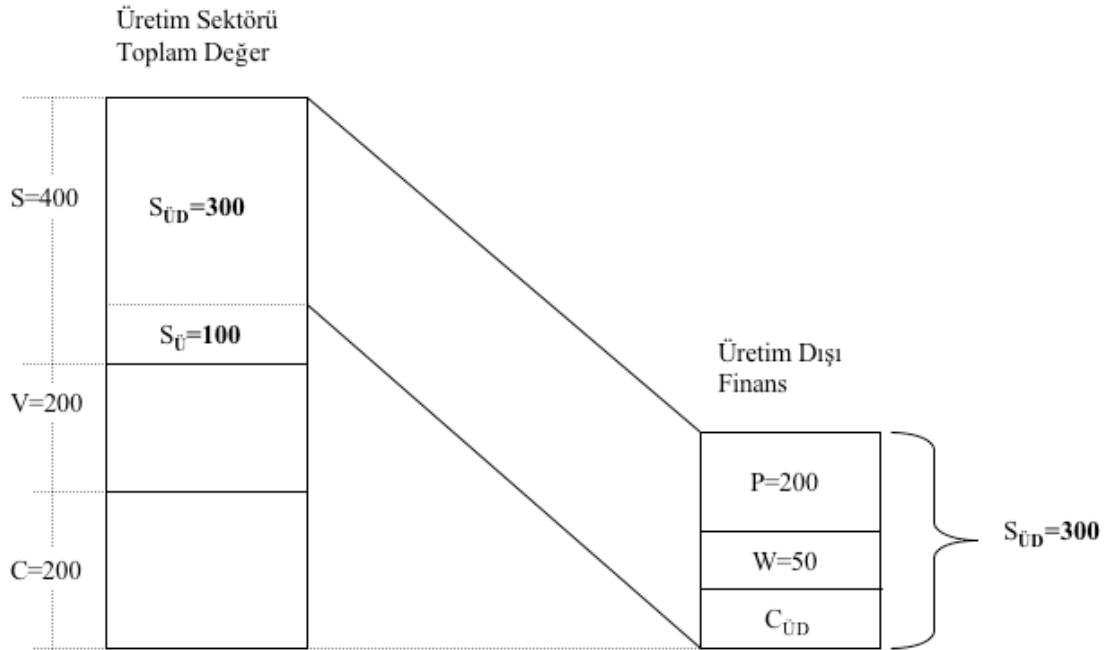 Üretim Sektörü
Toplam Değer
S=400
SÜD=300
SÜ=100
V=200
C=200
Üretim Dışı
Finans
P=200
W=50
CÜD
SÜD=300